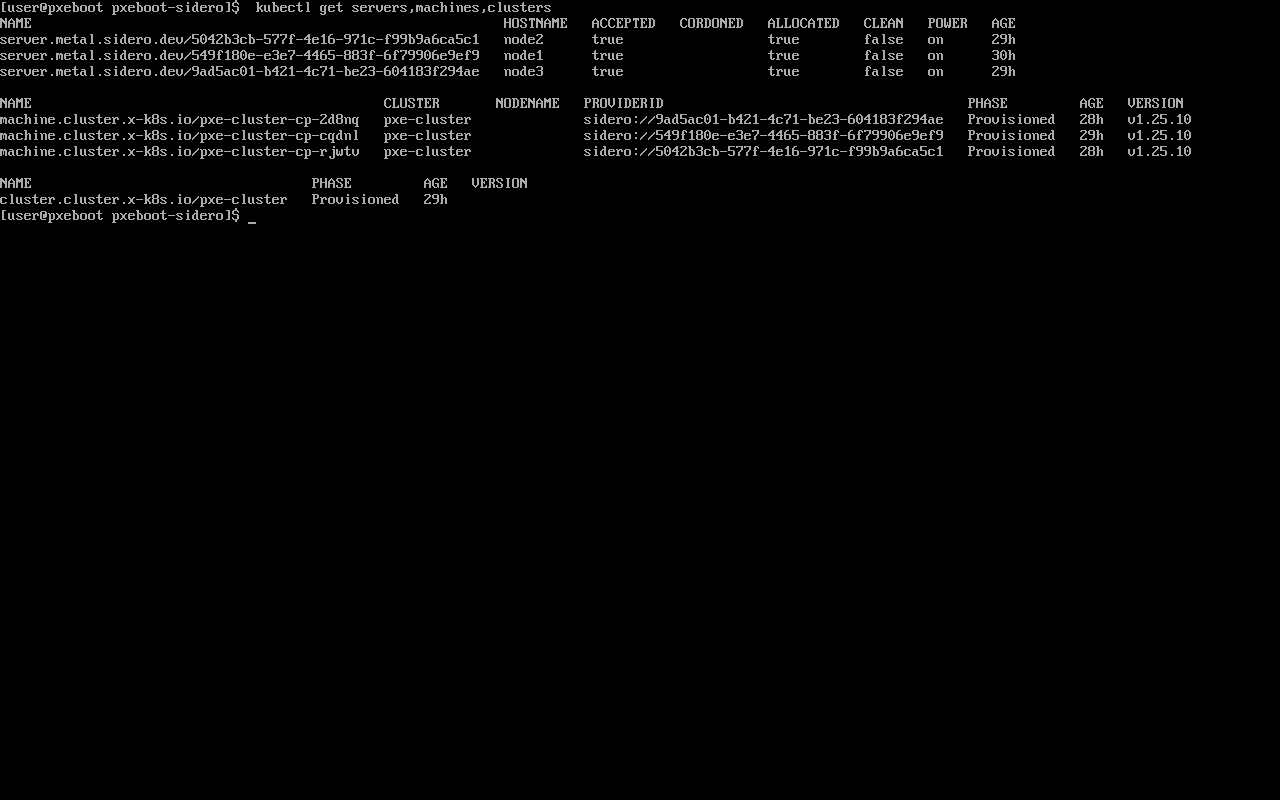 [user@pxeboot pxeboot-sidero]$  kubectl get servers,machines,clusters
NAME                                                           HOSTNAME   ACCEPTED   CORDONED   ALLOCATED   CLEAN   POWER   AGE
server.metal.sidero.dev/5042b3cb-577f-4e16-971c-f99b9a6ca5c1   node2      true                  true        false   on      29h
server.metal.sidero.dev/549f180e-e3e7-4465-883f-6f79906e9ef9   node1      true                  true        false   on      30h
server.metal.sidero.dev/9ad5ac01-b421-4c71-be23-604183f294ae   node3      true                  true        false   on      29h
NAME                                            CLUSTER       NODENAME   PROVIDERID                                      PHASE         AGE   VERSION
machine.cluster.x-k8s.io/pxe-cluster-cp-2d8nq   pxe-cluster              sidero://9ad5ac01-b421-4c71-be23-604183f294ae   Provisioned   28h   v1.25.10
machine.cluster.x-k8s.io/pxe-cluster-cp-cqdnl   pxe-cluster              sidero://549f180e-e3e7-4465-883f-6f79906e9ef9   Provisioned   29h   v1.25.10
machine.cluster.x-k8s.io/pxe-cluster-cp-rjwtv   pxe-cluster              sidero://5042b3cb-577f-4e16-971c-f99b9a6ca5c1   Provisioned   28h   v1.25.10
NAME                                   PHASE         AGE   VERSION
cluster.cluster.x-k8s.io/pxe-cluster   Provisioned   29h
[user@pxeboot pxeboot-sidero]$ _